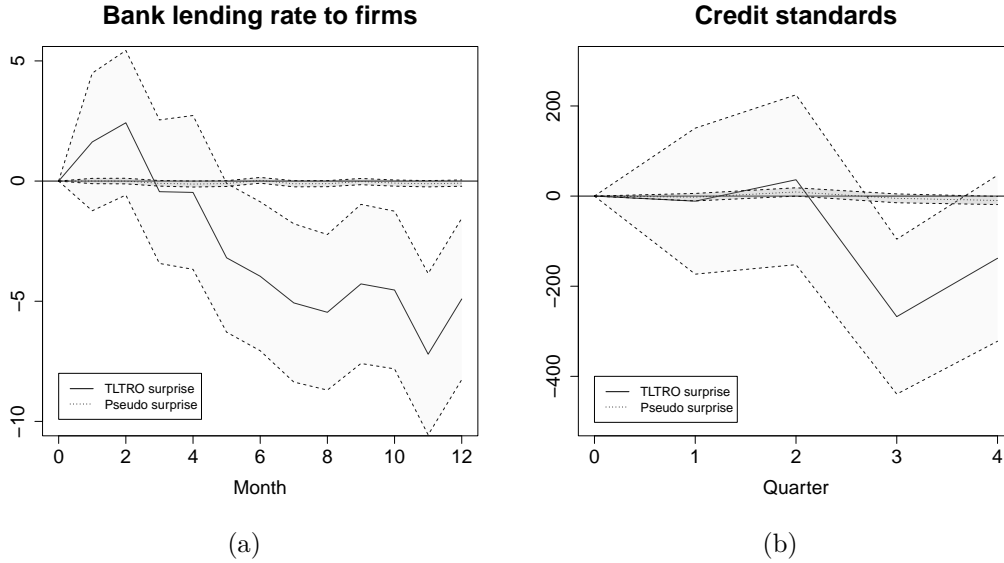 Bank lending rate to firms
5
0
−5
−10
TLTRO surprise
Pseudo surprise
0 2 4 6 8 10 12
Month
(a)
Credit standards
200
0
−200
−400
TLTRO surprise
Pseudo surprise
0 1 2 3 4
Quarter
(b)